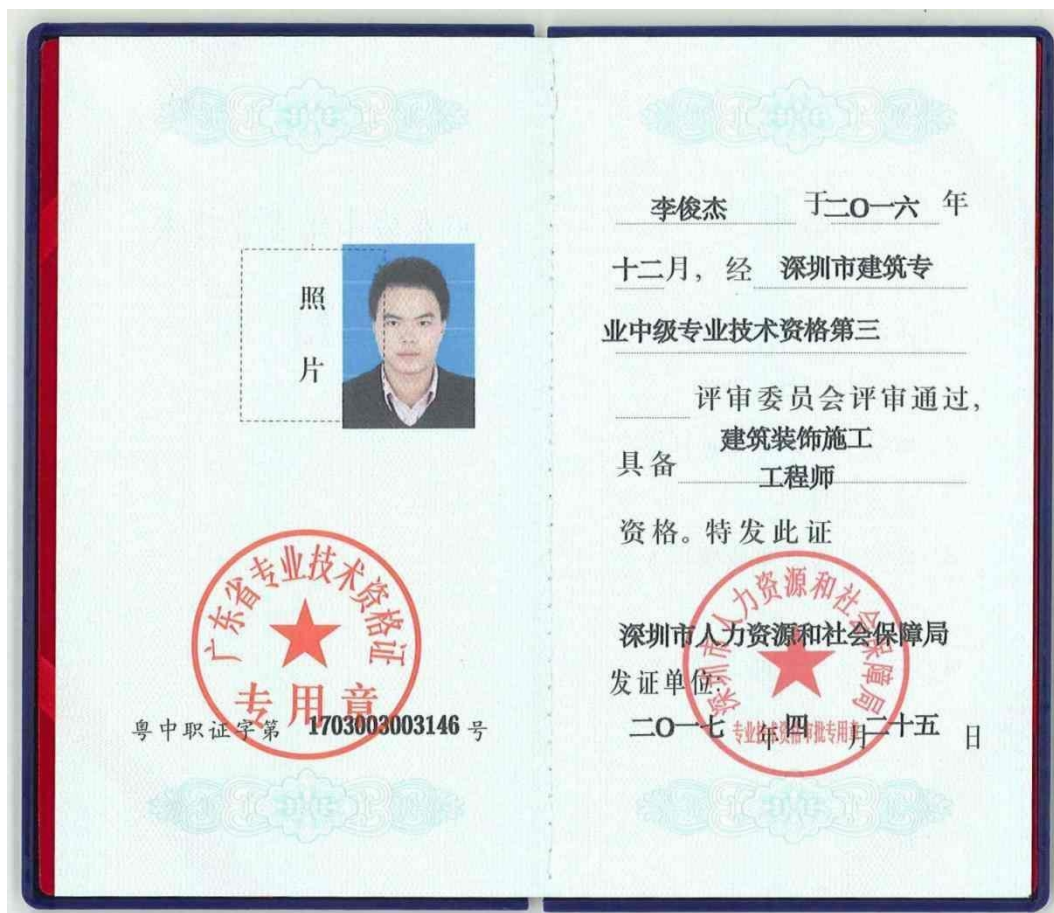 照
片
广东省专业技术资格证
专用章
粤中职证字第 1703003003146 号
李俊杰 于二〇一六 年
十二月，经 深圳市建筑专
业中级专业技术资格第三
评审委员会评审通过，
建筑装饰施工
具备
工程师
资格。特发此证
深圳市人力资源和社会保障局
深圳市人力资源和社会保障局
发证单位：
专业技术资格审批专用章
二〇一七 年 四 月二十五 日